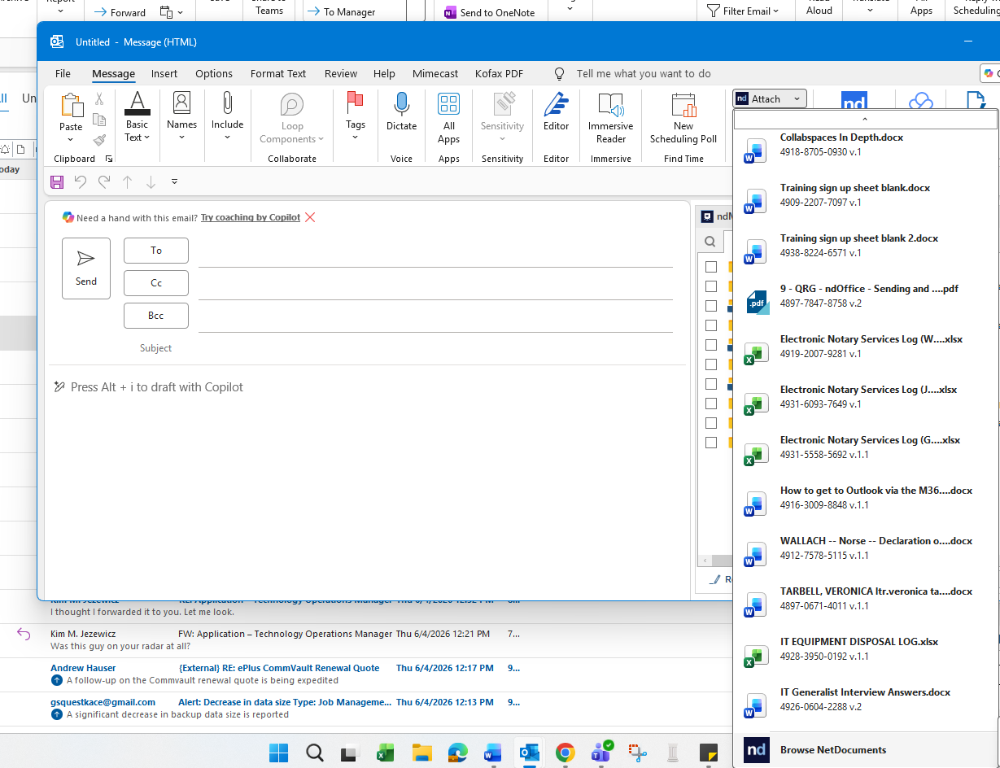 Forward
Teams
To Manager
Send to OneNote
Filter Email
Aloud
Apps
Scheduling
Untitled - Message (HTML)
File Message Insert Options Format Text Review Help Mimecast Kofax PDF Tell me what you want to do
Paste
Clipboard
Basic
Text
Names
Include
Loop
Components
Collaborate
Tags
Dictate
Voice
All
Apps
Apps
Sensitivity
Sensitivity
Editor
Editor
Immersive
Reader
Immersive
New
Scheduling Poll
Find Time
nd Attach
nd
Need a hand with this email? Try coaching by Copilot
Send
To
Cc
Bcc
Subject
Press Alt + i to draft with Copilot
Collabspaces In Depth.docx
4918-8705-0930 v.1
Training sign up sheet blank.docx
4909-2207-7097 v.1
Training sign up sheet blank 2.docx
4938-8224-6571 v.1
.pdf
9 - QRG - ndOffice - Sending and ....pdf
4897-7847-8758 v.2
Electronic Notary Services Log (W....xlsx
4919-2007-9281 v.1
Electronic Notary Services Log (J....xlsx
4931-6093-7649 v.1
Electronic Notary Services Log (G....xlsx
4931-5558-5692 v.1.1
How to get to Outlook via the M36....docx
4916-3009-8848 v.1.1
WALLACH -- Norse -- Declaration o....docx
4912-7578-5115 v.1.1
TARBELL, VERONICA ltr.veronica ta....docx
4897-0671-4011 v.1.1
IT EQUIPMENT DISPOSAL LOG.xlsx
4928-3950-0192 v.1.1
IT Generalist Interview Answers.docx
4926-0604-2288 v.2
nd Browse NetDocuments
I thought I forwarded it to you. Let me look.
Kim M. Jezewicz FW: Application – Technology Operations Manager Thu 6/4/2026 12:21 PM 7...
Was this guy on your radar at all?
Andrew Hauser {External} RE: ePlus CommVault Renewal Quote Thu 6/4/2026 12:17 PM 9...
A follow-up on the Commvault renewal quote is being expedited
gsquestkace@gmail.com Alert: Decrease in data size Type: Job Manageme... Thu 6/4/2026 12:13 PM 9...
A significant decrease in backup data size is reported